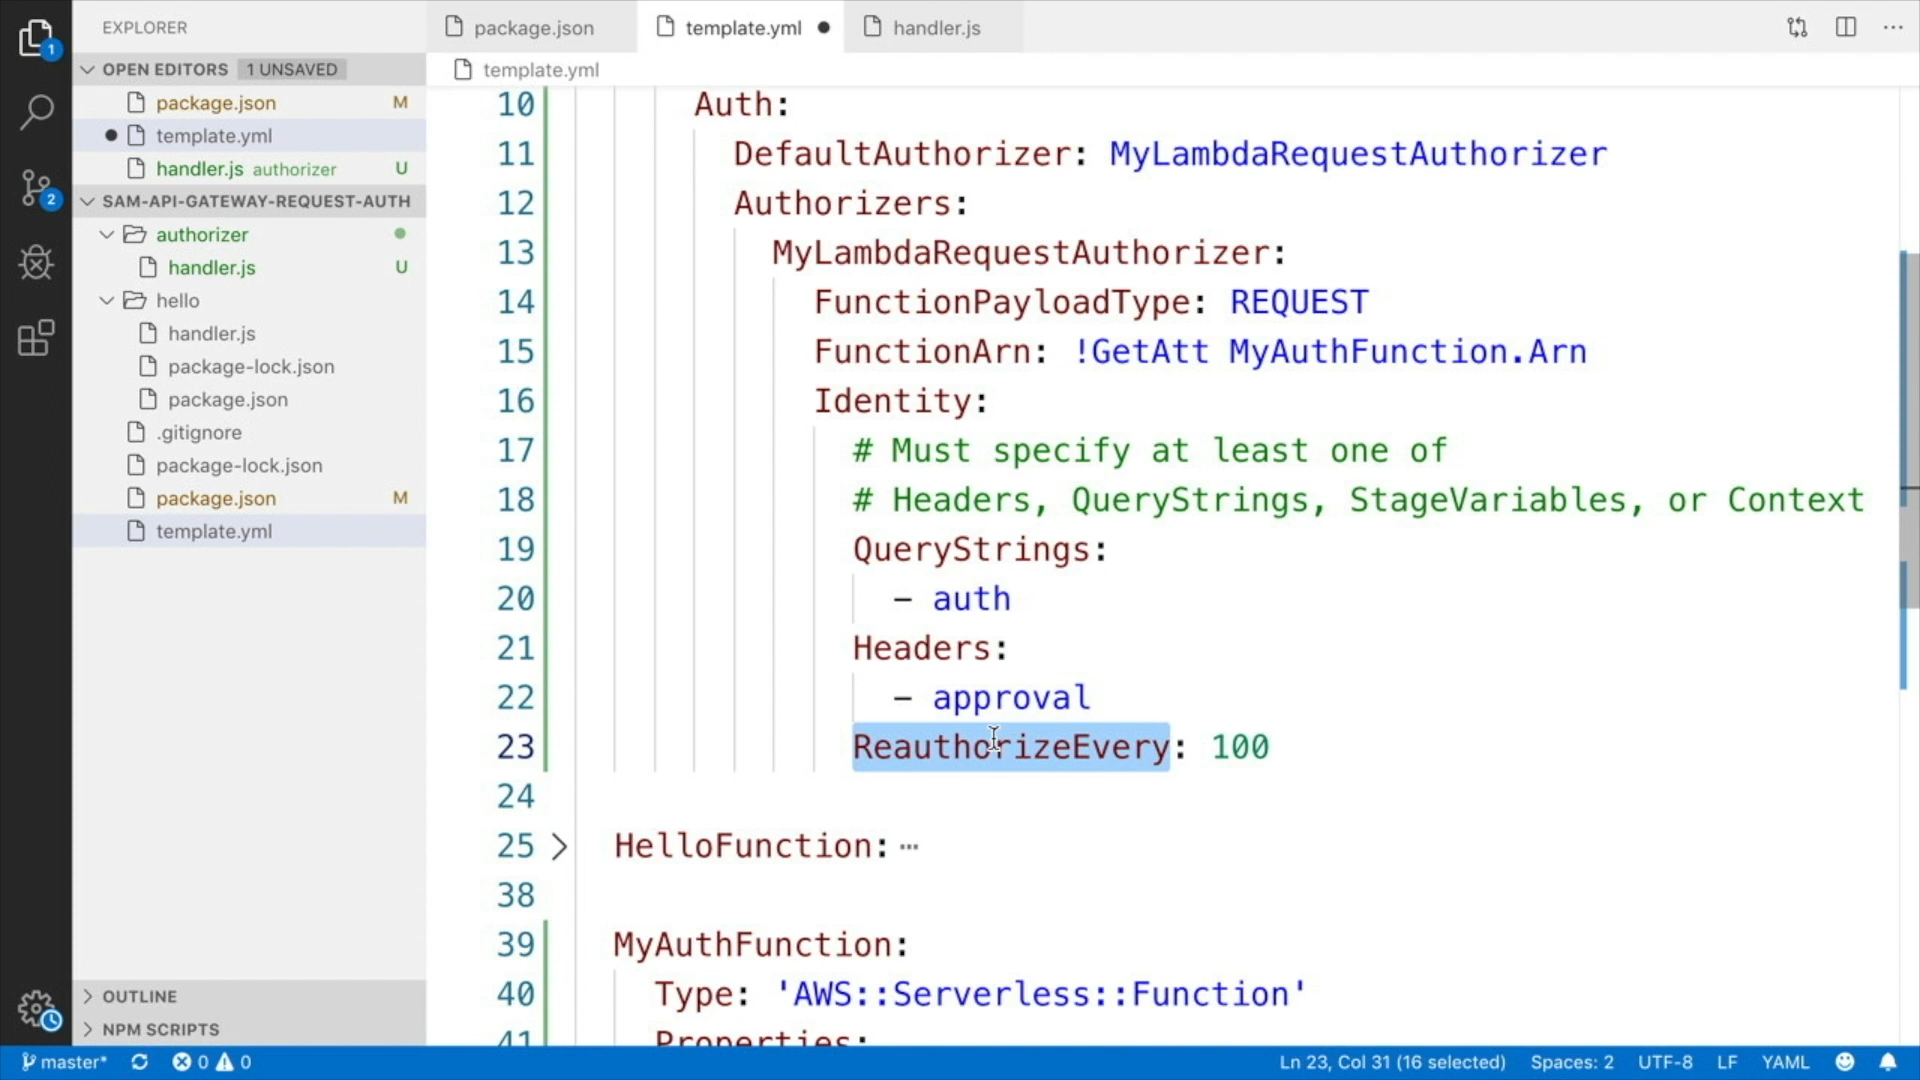 EXPLORER
OPEN EDITORS 1 UNSAVED
package.json M
template.yml
handler.js authorizer U
SAM-API-GATEWAY-REQUEST-AUTH
authorizer
handler.js U
hello
handler.js
package-lock.json
package.json
.gitignore
package-lock.json
package.json M
template.yml
OUTLINE
NPM SCRIPTS
1
2
package.json template.yml handler.js
template.yml
10 Auth:
11 DefaultAuthorizer: MyLambdaRequestAuthorizer
12 Authorizers:
13 MyLambdaRequestAuthorizer:
14 FunctionPayloadType: REQUEST
15 FunctionArn: !GetAtt MyAuthFunction.Arn
16 Identity:
17 # Must specify at least one of
18 # Headers, QueryStrings, StageVariables, or Context
19 QueryStrings:
20 - auth
21 Headers:
22 - approval
23 ReauthorizeEvery: 100
24
25 HelloFunction: ⋯
38
39 MyAuthFunction:
40 Type: 'AWS::Serverless::Function'
41 Properties:
master* 0 0 Ln 23, Col 31 (16 selected) Spaces: 2 UTF-8 LF YAML